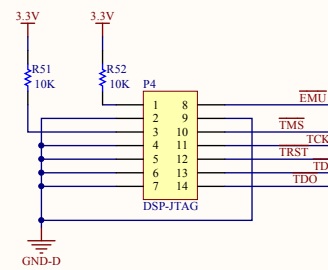 3.3V 3.3V
R51 R52
10K 10K
P4
1 8
2 9
3 10
4 11
5 12
6 13
7 14
EMU
TMS
TCK
TRST
TD
TDO
DSP-JTAG
GND-D